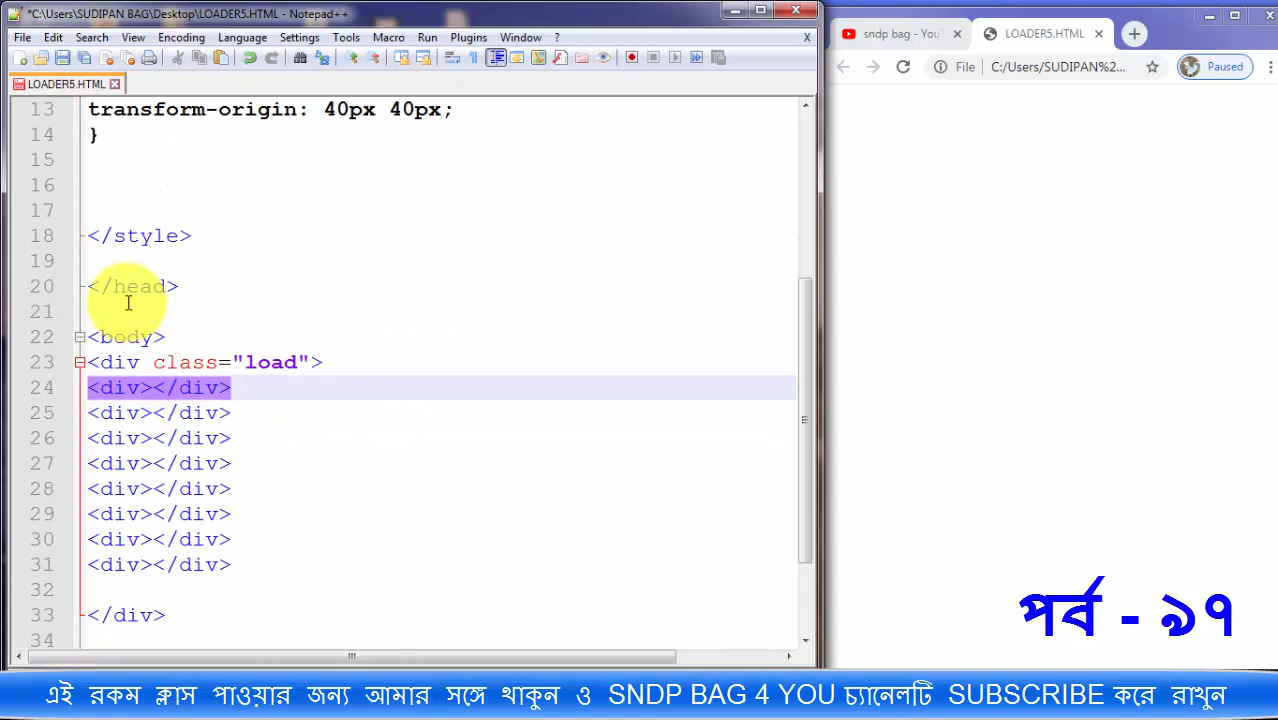 *C:\Users\SUDIPAN BAG\Desktop\LOADER5.HTML - Notepad++
File Edit Search View Encoding Language Settings Tools Macro Run Plugins Window ? X
LOADER5.HTML
13 transform-origin: 40px 40px;
14 }
15
16
17
18 </style>
19
20 </head>
21
22 <body>
23 <div class="load">
24 <div></div>
25 <div></div>
26 <div></div>
27 <div></div>
28 <div></div>
29 <div></div>
30 <div></div>
31 <div></div>
32
33 </div>
34
sndp bag - You
LOADER5.HTML
File C:/Users/SUDIPAN%2... Paused
পর্ব - ৯৭
এই রকম ক্লাস পাওয়ার জন্য আমার সঙ্গে থাকুন ও SNDP BAG 4 YOU চ্যানেলটি SUBSCRIBE করে রাখুন